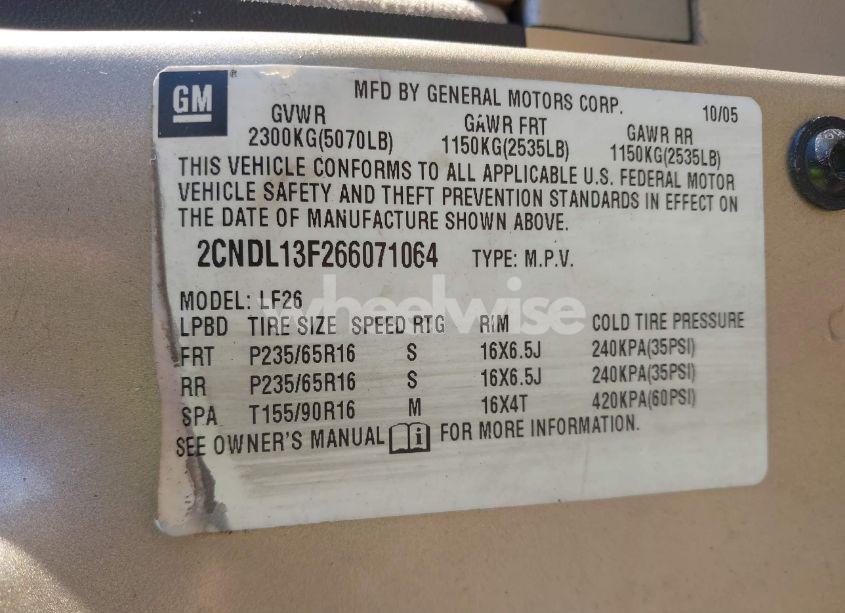 GM
MFD BY GENERAL MOTORS CORP. 10/05
GVWR GAWR FRT GAWR RR
2300KG(5070LB) 1150KG(2535LB) 1150KG(2535LB)
THIS VEHICLE CONFORMS TO ALL APPLICABLE U.S. FEDERAL MOTOR
VEHICLE SAFETY AND THEFT PREVENTION STANDARDS IN EFFECT ON
THE DATE OF MANUFACTURE SHOWN ABOVE.
2CNDL13F266071064 TYPE: M.P.V.
MODEL: LF26
wheelwise
LPBD TIRE SIZE SPEED RTG RIM COLD TIRE PRESSURE
FRT P235/65R16 S 16X6.5J 240KPA(35PSI)
RR P235/65R16 S 16X6.5J 240KPA(35PSI)
SPA T155/90R16 M 16X4T 420KPA(60PSI)
SEE OWNER'S MANUAL i FOR MORE INFORMATION.